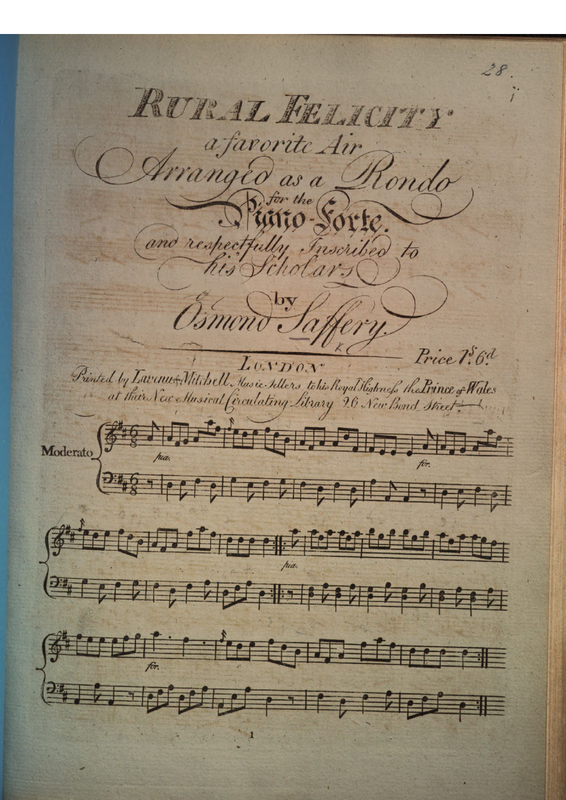 28.
RURAL FELICITY
a favorite Air
Arranged as a Rondo
for the
Piano-Forte.
and respectfully Inscribed to
his Scholars
by
Osmond Saffery.
Price 1s. 6d.
LONDON
Printed by Lavenu & Mitchell Music Sellers to his Royal Highness the Prince of Wales
at their New Musical Circulating Library 26 New Bond Street.
Moderato
pia.
for.
pia.
for.
1